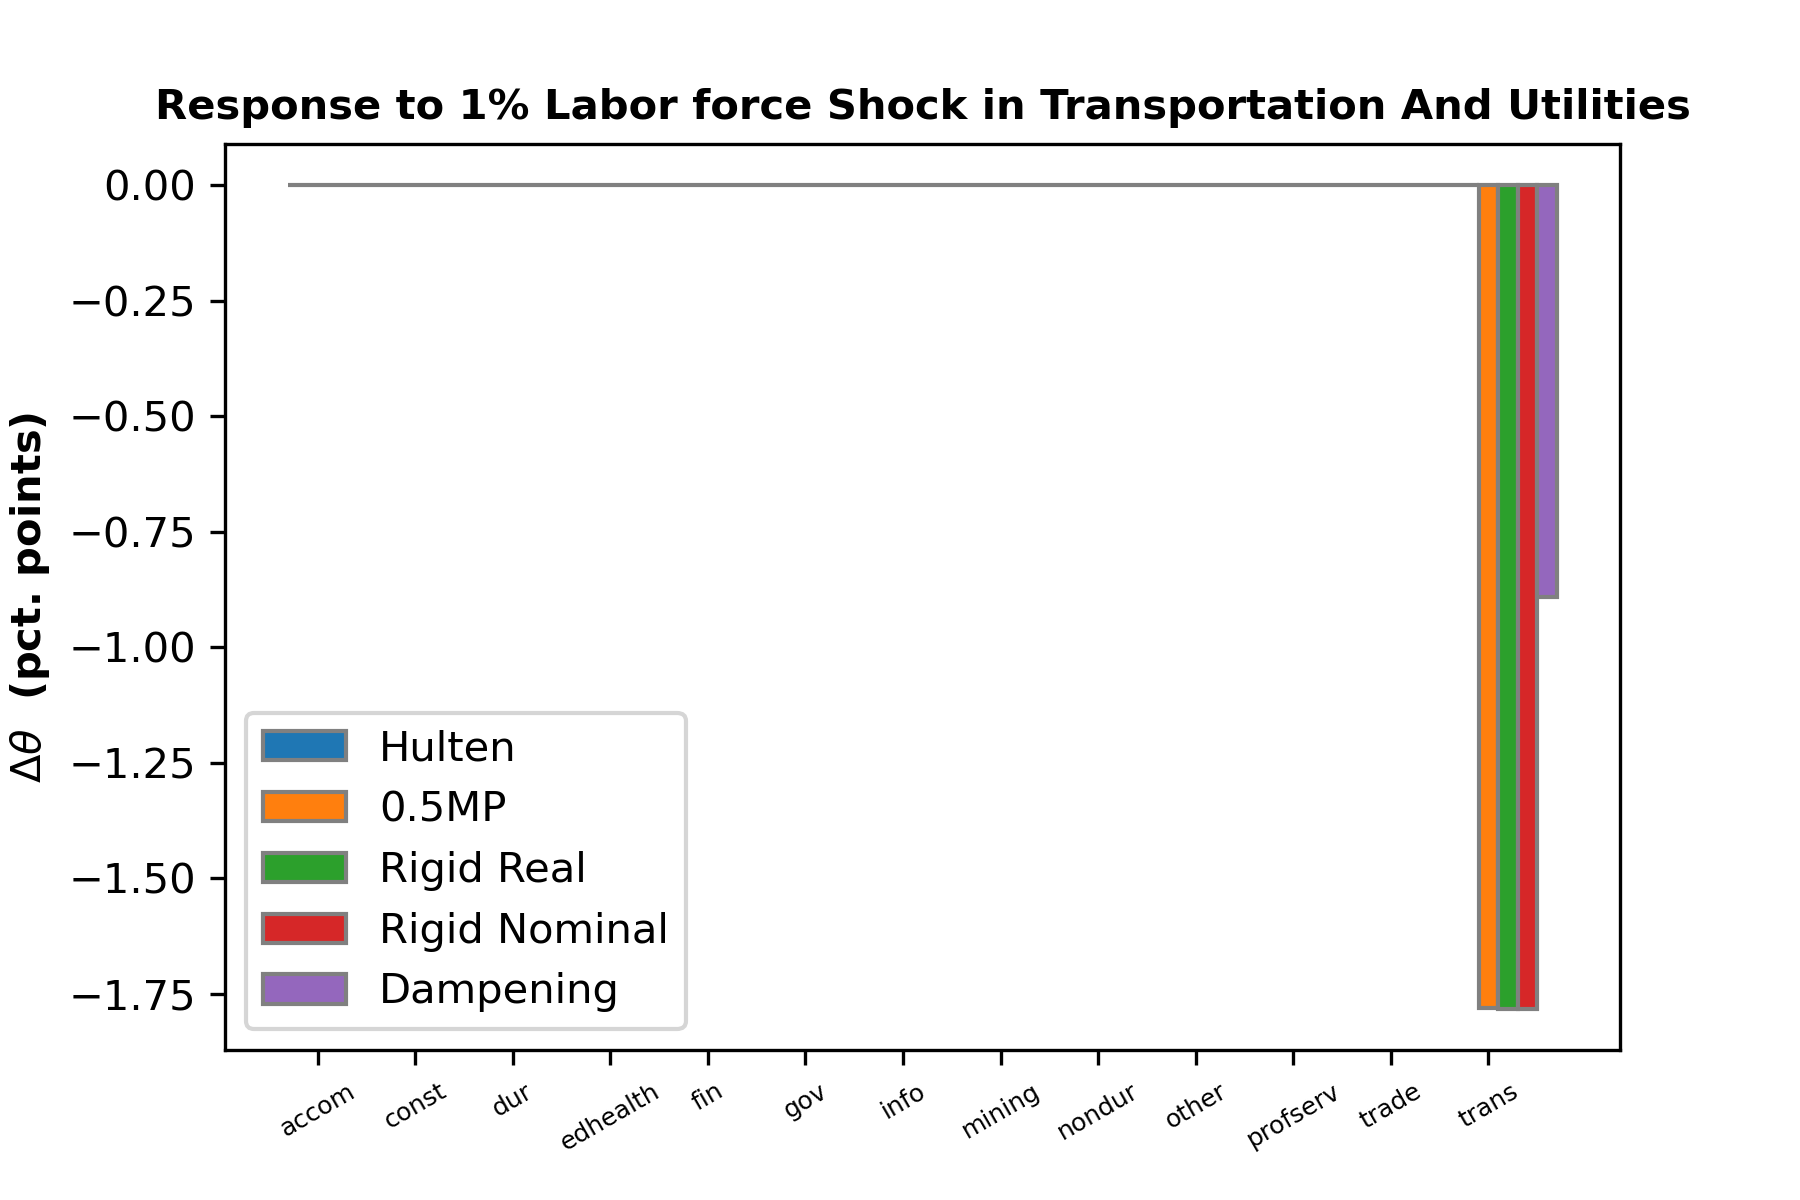 Response to 1% Labor force Shock in Transportation And Utilities
Δθ (pct. points)
0.00
−0.25
−0.50
−0.75
−1.00
−1.25
−1.50
−1.75
Hulten
0.5MP
Rigid Real
Rigid Nominal
Dampening
accom const dur edhealth fin gov info mining nondur other profserv trade trans